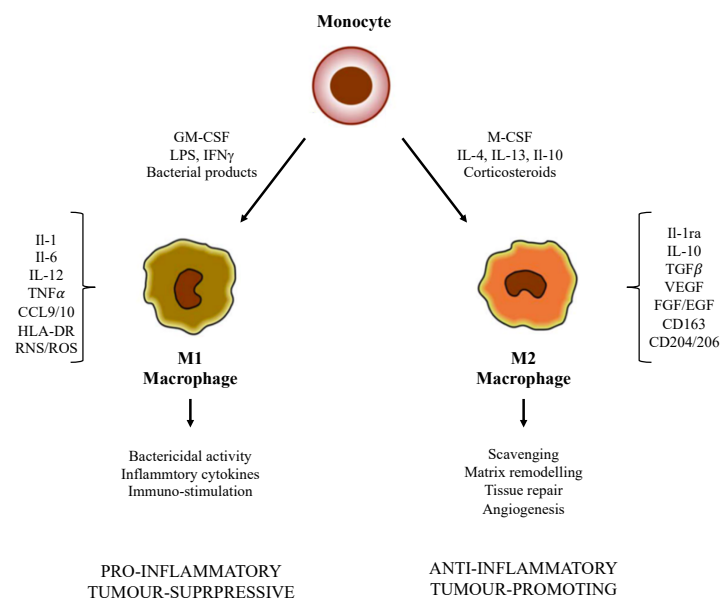 Monocyte
GM-CSF
LPS, IFNγ
Bacterial products
M-CSF
IL-4, IL-13, Il-10
Corticosteroids
Il-1
Il-6
IL-12
TNFα
CCL9/10
HLA-DR
RNS/ROS
Il-1ra
IL-10
TGFβ
VEGF
FGF/EGF
CD163
CD204/206
M1
Macrophage
M2
Macrophage
Bactericidal activity
Inflammtory cytokines
Immuno-stimulation
Scavenging
Matrix remodelling
Tissue repair
Angiogenesis
PRO-INFLAMMATORY
TUMOUR-SUPRPRESSIVE
ANTI-INFLAMMATORY
TUMOUR-PROMOTING